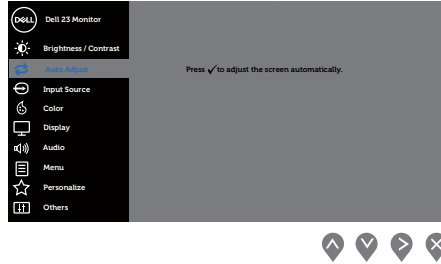 DELL
Dell 23 Monitor
Brightness / Contrast
Auto Adjust
Press ✓ to adjust the screen automatically.
Input Source
Color
Display
Audio
Menu
Personalize
Others